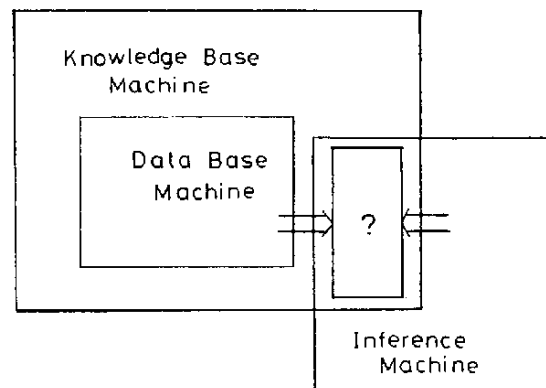 Knowledge Base
Machine
Data Base
Machine
?
Inference
Machine